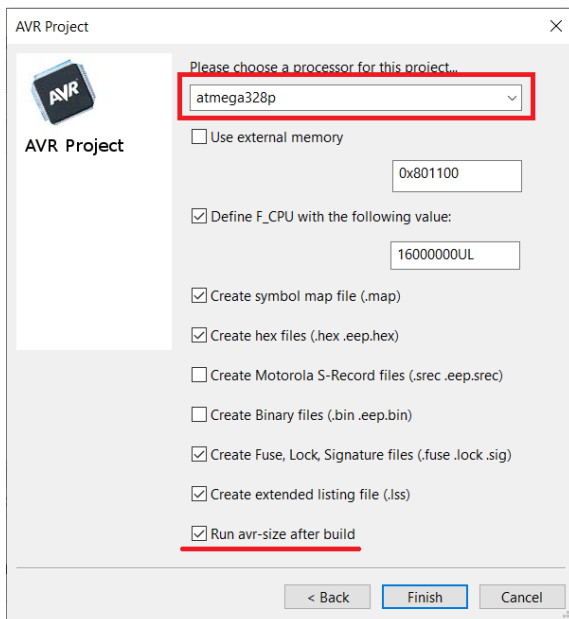 AVR Project
Please choose a processor for this project...
AVR
atmega328p
AVR Project
Use external memory
0x801100
Define F_CPU with the following value:
16000000UL
Create symbol map file (.map)
Create hex files (.hex .eep.hex)
Create Motorola S-Record files (.srec .eep.srec)
Create Binary files (.bin .eep.bin)
Create Fuse, Lock, Signature files (.fuse .lock .sig)
Create extended listing file (.lss)
Run avr-size after build
< Back
Finish
Cancel